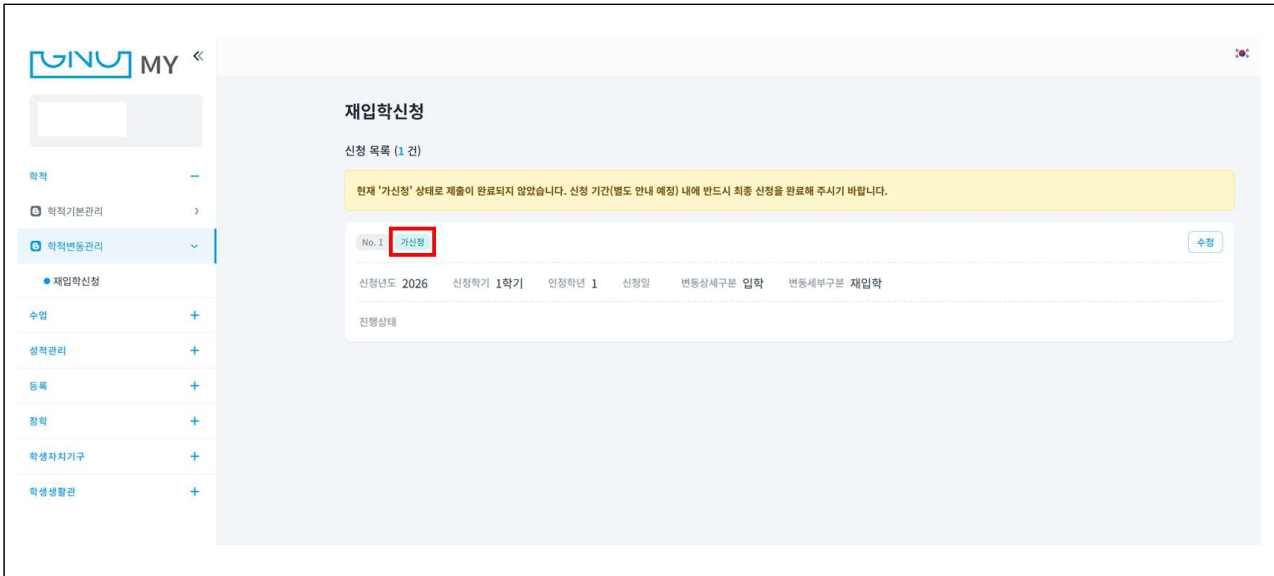 GNU MY «
재입학신청
신청 목록 (1 건)
현재 '가신청' 상태로 제출이 완료되지 않았습니다. 신청 기간(별도 안내 예정) 내에 반드시 최종 신청을 완료해 주시기 바랍니다.
No. 1 가신청 수정
신청년도 2026 신청학기 1학기 인정학년 1 신청일 변동상세구분 입학 변동세부구분 재입학
진행상태
학적 −
학적기본관리 >
학적변동관리
재입학신청
수업 +
성적관리 +
등록 +
장학 +
학생자치기구 +
학생생활관 +